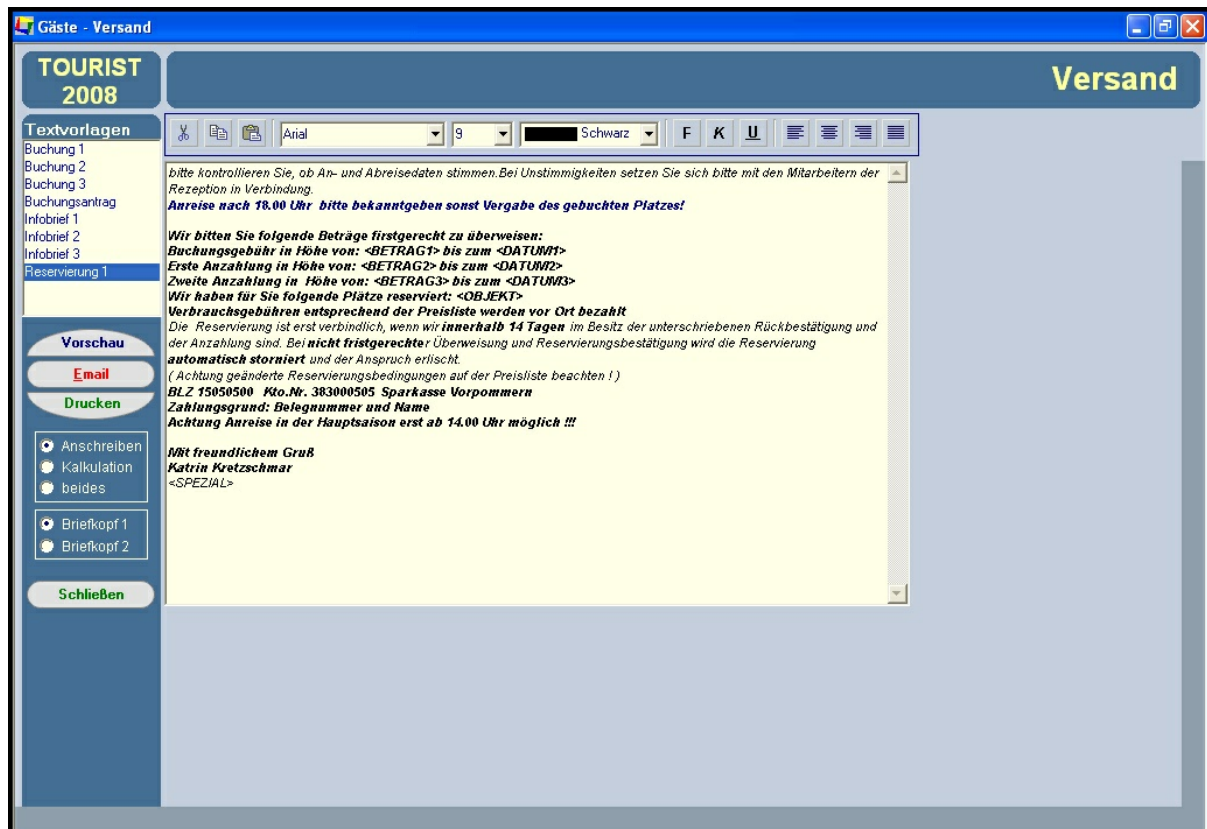 Gäste - Versand
TOURIST
2008
Versand
Textvorlagen
Buchung 1
Buchung 2
Buchung 3
Buchungsantrag
Infobrief 1
Infobrief 2
Infobrief 3
Reservierung 1
Vorschau
Email
Drucken
Anschreiben
Kalkulation
beides
Briefkopf 1
Briefkopf 2
Schließen
Arial
9
Schwarz
F K U
bitte kontrollieren Sie, ob An- und Abreisedaten stimmen.Bei Unstimmigkeiten setzen Sie sich bitte mit den Mitarbeitern der
Rezeption in Verbindung.
Anreise nach 18.00 Uhr bitte bekanntgeben sonst Vergabe des gebuchten Platzes!
Wir bitten Sie folgende Beträge firstgerecht zu überweisen:
Buchungsgebühr in Höhe von: <BETRAG1> bis zum <DATUM1>
Erste Anzahlung in Höhe von: <BETRAG2> bis zum <DATUM2>
Zweite Anzahlung in Höhe von: <BETRAG3> bis zum <DATUM3>
Wir haben für Sie folgende Plätze reserviert: <OBJEKT>
Verbrauchsgebühren entsprechend der Preisliste werden vor Ort bezahlt
Die Reservierung ist erst verbindlich, wenn wir innerhalb 14 Tagen im Besitz der unterschriebenen Rückbestätigung und
der Anzahlung sind. Bei nicht fristgerechter Überweisung und Reservierungsbestätigung wird die Reservierung
automatisch storniert und der Anspruch erlischt.
( Achtung geänderte Reservierungsbedingungen auf der Preisliste beachten ! )
BLZ 15050500 Kto.Nr. 383000505 Sparkasse Vorpommern
Zahlungsgrund: Belegnummer und Name
Achtung Anreise in der Hauptsaison erst ab 14.00 Uhr möglich !!!
Mit freundlichem Gruß
Katrin Kretzschmar
<SPEZIAL>